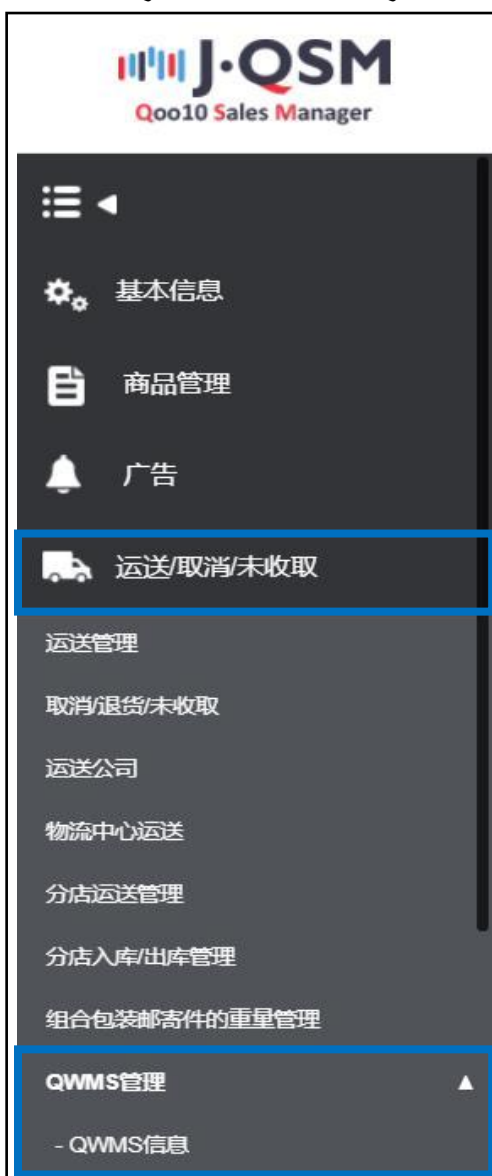 J·QSM
Qoo10 Sales Manager
基本信息
商品管理
广告
运送/取消/未收取
运送管理
取消/退货/未收取
运送公司
物流中心运送
分店运送管理
分店入库/出库管理
组合包装邮寄件的重量管理
QWMS管理
- QWMS信息